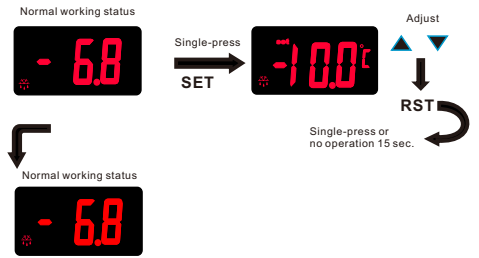 Normal working status
- 6.8
Single-press
SET
-10.0°C
Adjust
RST
Single-press or
no operation 15 sec.
Normal working status
- 6.8